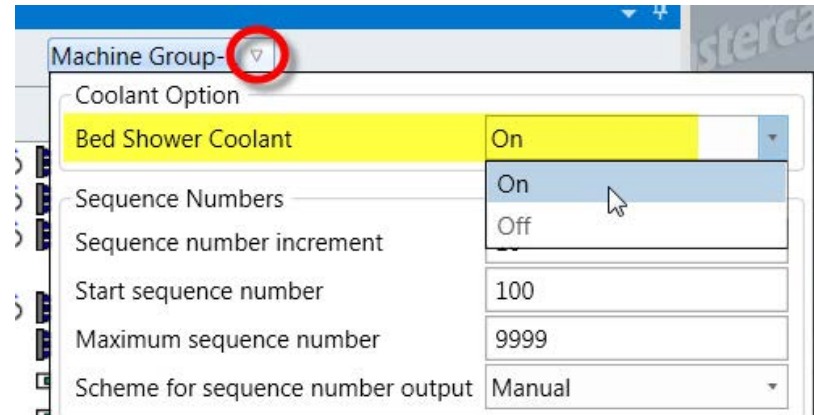 Machine Group-
Coolant Option
Bed Shower Coolant On
On
Off
Sequence Numbers
Sequence number increment
Start sequence number 100
Maximum sequence number 9999
Scheme for sequence number output Manual